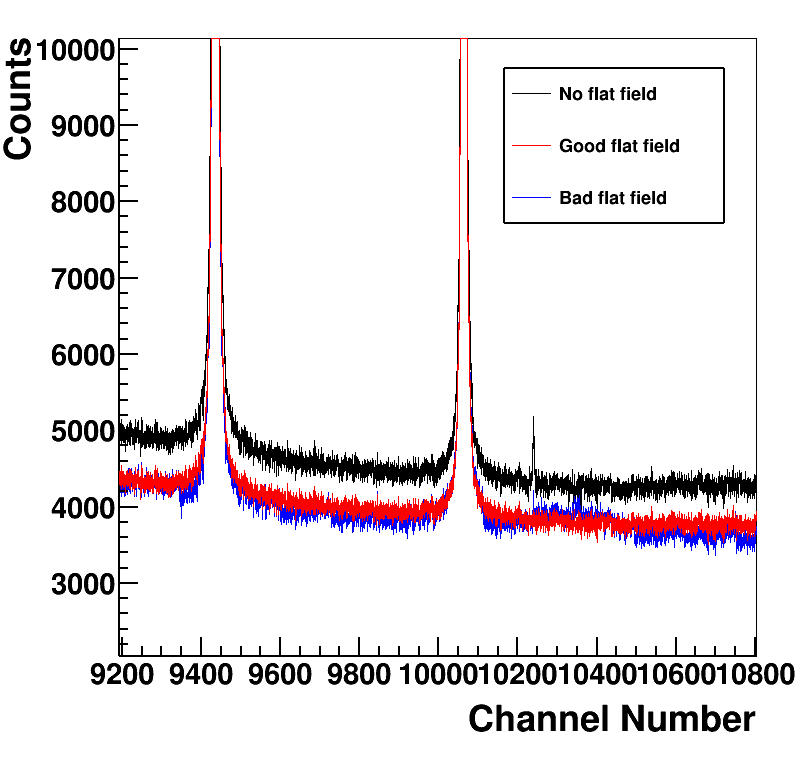 Counts
10000
9000
8000
7000
6000
5000
4000
3000
No flat field
Good flat field
Bad flat field
9200 9400 9600 9800 10000 10200 10400 10600 10800
Channel Number